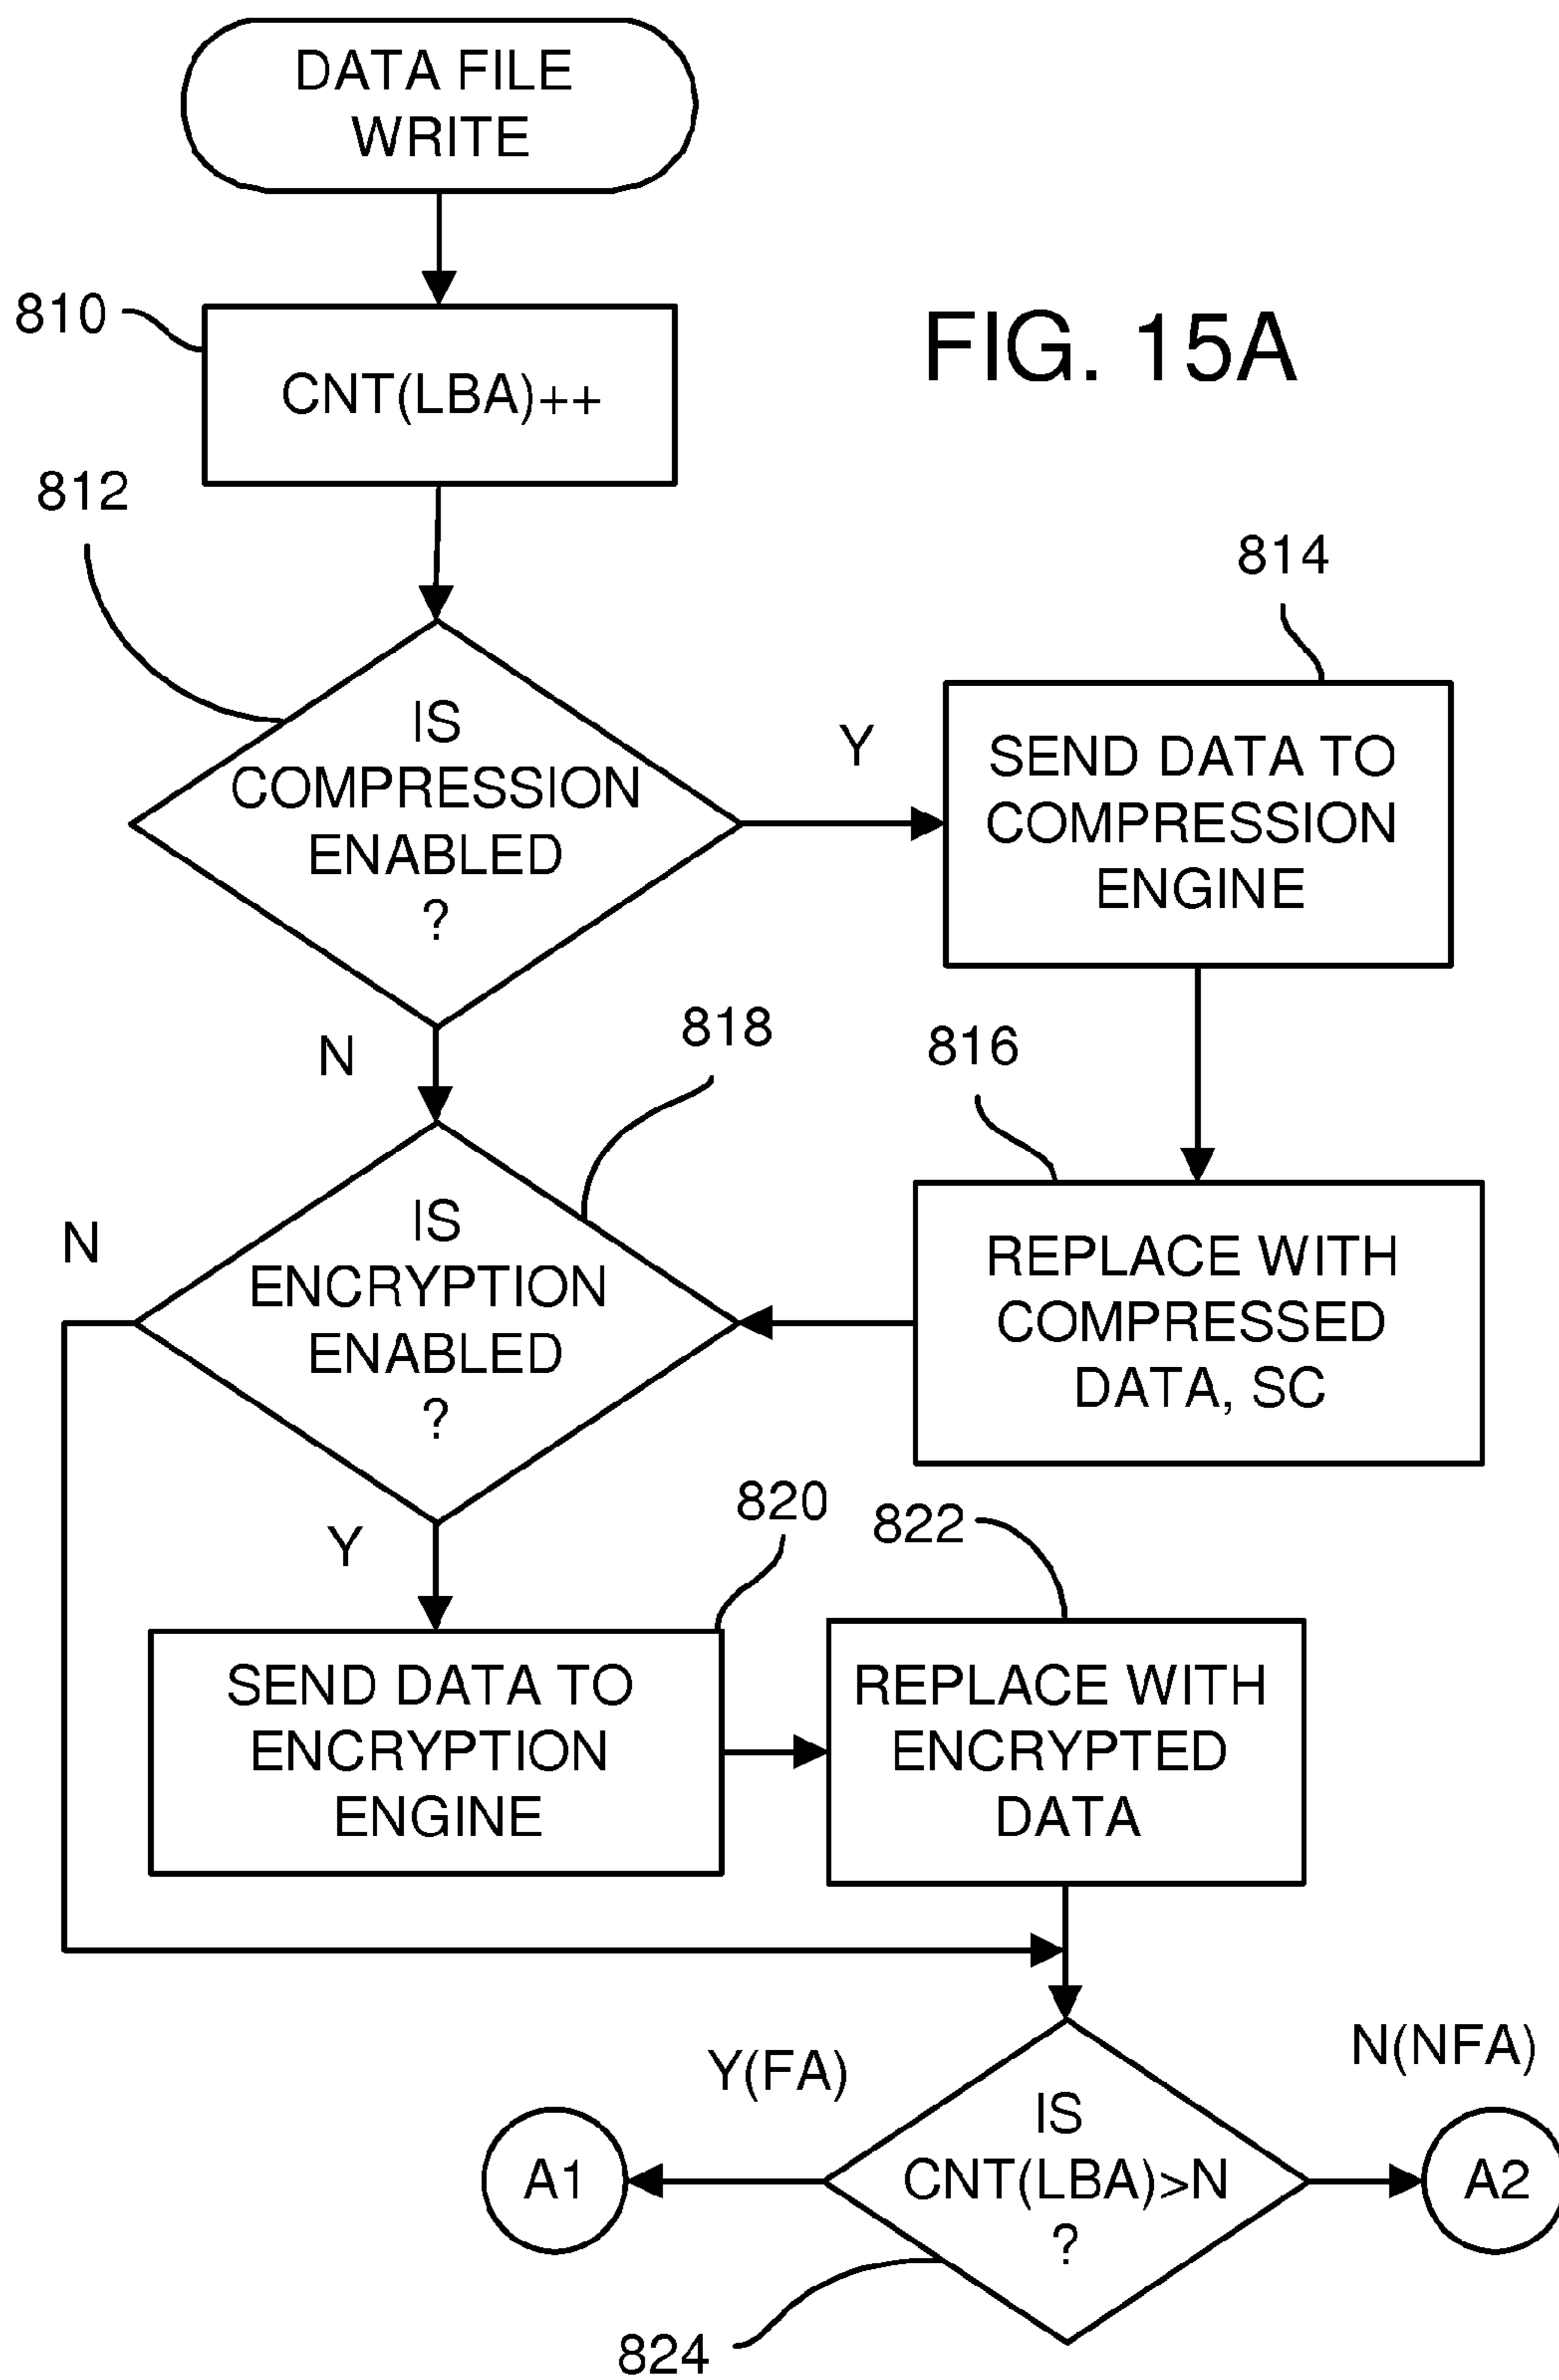 DATA FILE
WRITE
810
CNT(LBA)++
FIG. 15A
812
IS
COMPRESSION
ENABLED
?
Y
814
SEND DATA TO
COMPRESSION
ENGINE
N
818
816
REPLACE WITH
COMPRESSED
DATA, SC
N
IS
ENCRYPTION
ENABLED
?
Y
820
822
SEND DATA TO
ENCRYPTION
ENGINE
REPLACE WITH
ENCRYPTED
DATA
Y(FA)
N(NFA)
IS
CNT(LBA)>N
?
A1
A2
824